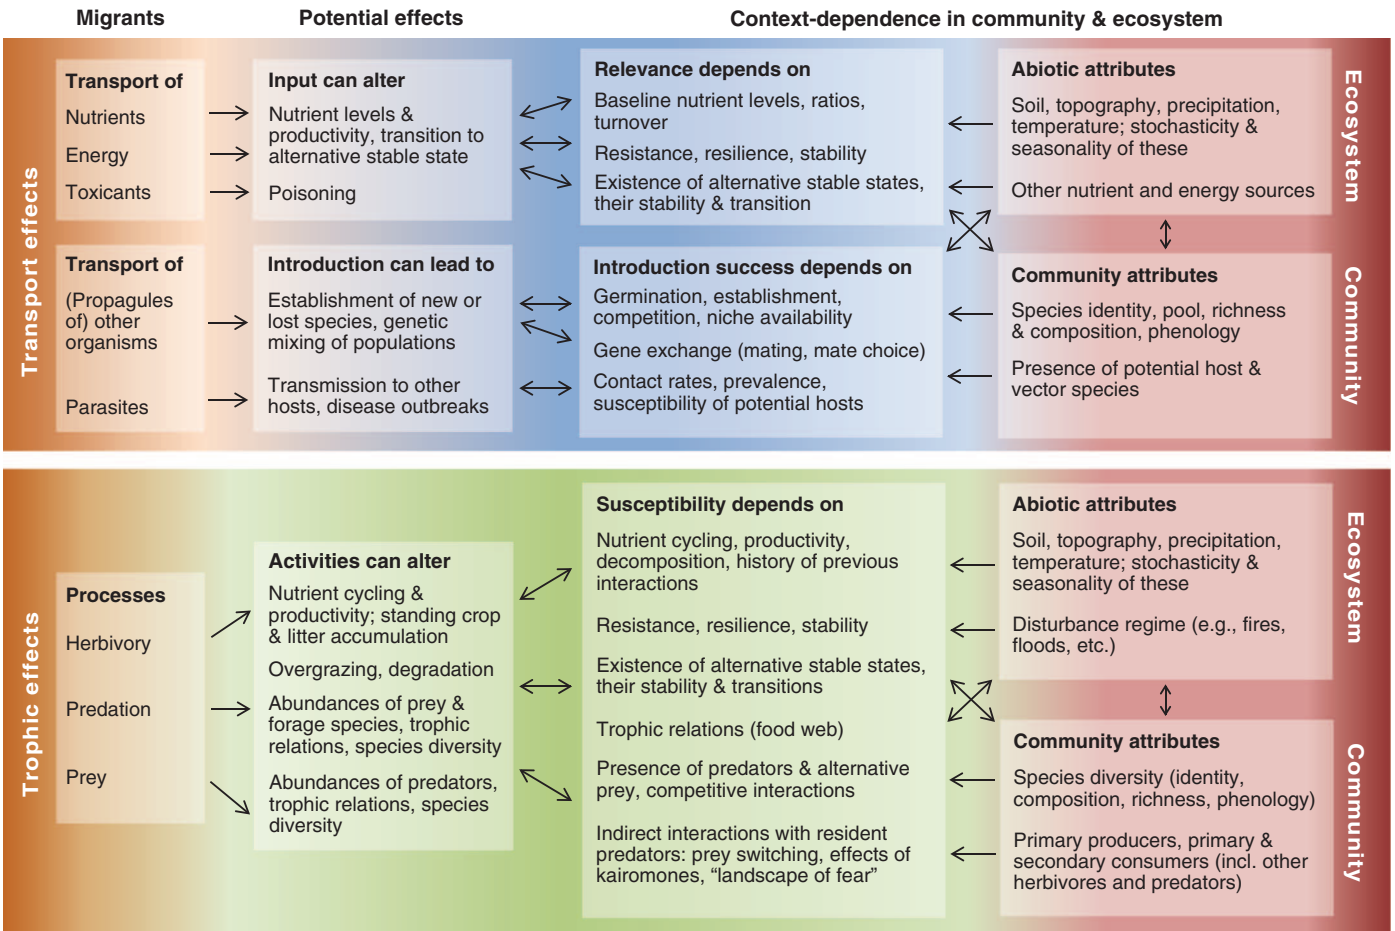 Migrants
Potential effects
Context-dependence in community & ecosystem
Transport effects
Transport of
Nutrients
Energy
Toxicants
Input can alter
Nutrient levels &
productivity, transition to
alternative stable state
Poisoning
Relevance depends on
Baseline nutrient levels, ratios,
turnover
Resistance, resilience, stability
Existence of alternative stable states,
their stability & transition
Abiotic attributes
Soil, topography, precipitation,
temperature; stochasticity &
seasonality of these
Other nutrient and energy sources
Ecosystem
Transport of
(Propagules
of) other
organisms
Parasites
Introduction can lead to
Establishment of new or
lost species, genetic
mixing of populations
Transmission to other
hosts, disease outbreaks
Introduction success depends on
Germination, establishment,
competition, niche availability
Gene exchange (mating, mate choice)
Contact rates, prevalence,
susceptibility of potential hosts
Community attributes
Species identity, pool, richness
& composition, phenology
Presence of potential host &
vector species
Community
Trophic effects
Processes
Herbivory
Predation
Prey
Activities can alter
Nutrient cycling &
productivity; standing crop
& litter accumulation
Overgrazing, degradation
Abundances of prey &
forage species, trophic
relations, species diversity
Abundances of predators,
trophic relations, species
diversity
Susceptibility depends on
Nutrient cycling, productivity,
decomposition, history of previous
interactions
Resistance, resilience, stability
Existence of alternative stable states,
their stability & transitions
Trophic relations (food web)
Presence of predators & alternative
prey, competitive interactions
Indirect interactions with resident
predators: prey switching, effects of
kairomones, “landscape of fear”
Abiotic attributes
Soil, topography, precipitation,
temperature; stochasticity &
seasonality of these
Disturbance regime (e.g., fires,
floods, etc.)
Ecosystem
Community attributes
Species diversity (identity,
composition, richness, phenology)
Primary producers, primary &
secondary consumers (incl. other
herbivores and predators)
Community